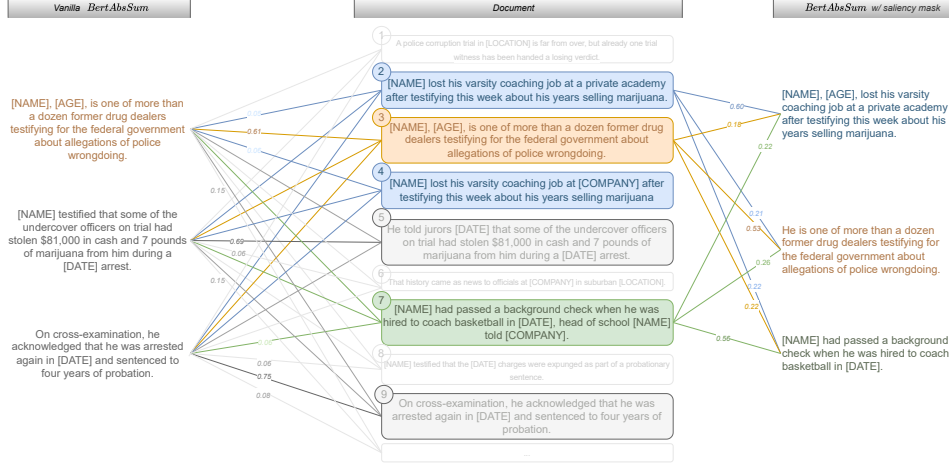 Vanilla BertAbsSum
Document
BertAbsSum w/ saliency mask
[NAME], [AGE], is one of more than
a dozen former drug dealers
testifying for the federal government
about allegations of police
wrongdoing.
[NAME] testified that some of the
undercover officers on trial had
stolen $81,000 in cash and 7 pounds
of marijuana from him during a
[DATE] arrest.
On cross-examination, he
acknowledged that he was arrested
again in [DATE] and sentenced to
four years of probation.
0.61
0.15
0.69
0.06
0.15
0.06
0.75
0.08
1
A police corruption trial in [LOCATION] is far from over, but already one trial
witness has been handed a losing verdict.
2
[NAME] lost his varsity coaching job at a private academy
after testifying this week about his years selling marijuana.
3
[NAME], [AGE], is one of more than a dozen former drug
dealers testifying for the federal government about
allegations of police wrongdoing.
4
[NAME] lost his varsity coaching job at [COMPANY] after
testifying this week about his years selling marijuana
5
He told jurors [DATE] that some of the undercover officers
on trial had stolen $81,000 in cash and 7 pounds of
marijuana from him during a [DATE] arrest.
6
That history came as news to officials at [COMPANY] in suburban [LOCATION].
7
[NAME] had passed a background check when he was
hired to coach basketball in [DATE], head of school [NAME]
told [COMPANY].
8
[NAME] testified that the [DATE] charges were expunged as part of a probationary
sentence.
9
On cross-examination, he acknowledged that he was
arrested again in [DATE] and sentenced to four years of
probation.
...
0.60
0.18
0.22
0.21
0.53
0.26
0.22
0.22
0.56
[NAME], [AGE], lost his varsity
coaching job at a private academy
after testifying this week about his
years selling marijuana.
He is one of more than a dozen
former drug dealers testifying for
the federal government about
allegations of police wrongdoing.
[NAME] had passed a background
check when he was hired to coach
basketball in [DATE].